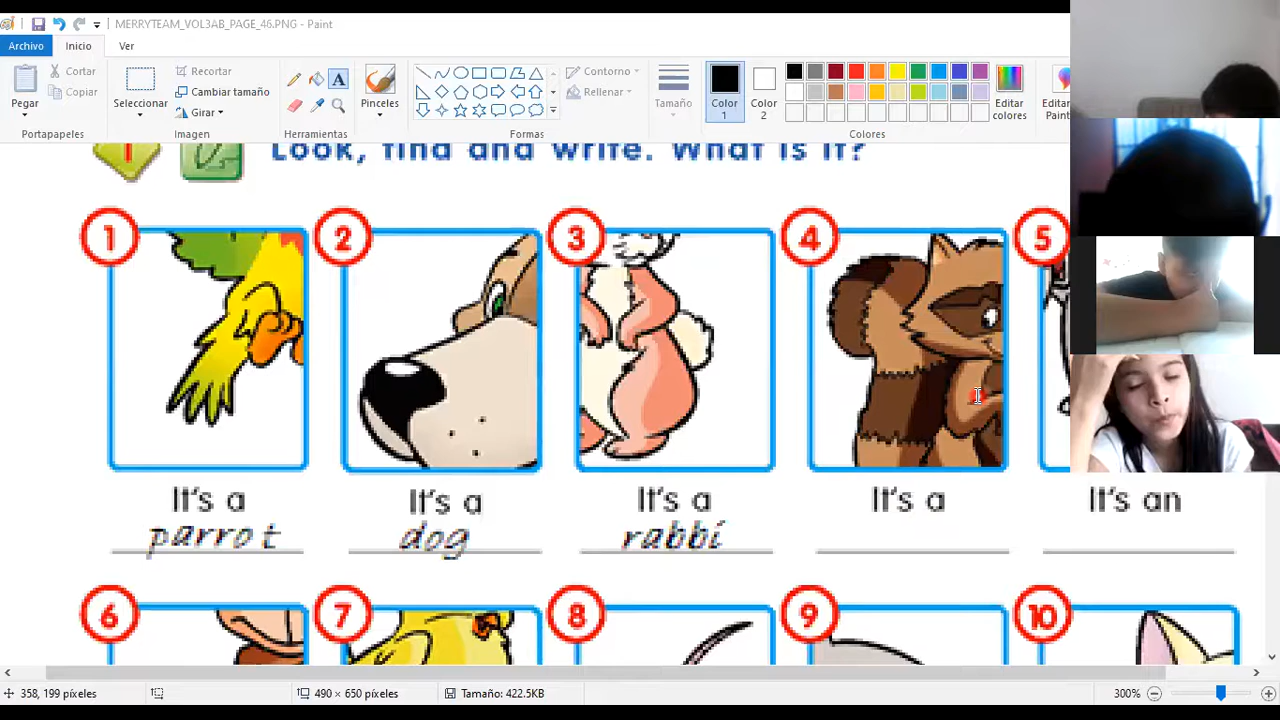 MERRYTEAM_VOL3AB_PAGE_46.PNG - Paint
Archivo Inicio Ver
Pegar Cortar Copiar Seleccionar Recortar Cambiar tamaño Girar Pinceles Contorno Rellenar Tamaño Color 1 Color 2 Editar colores Editar Paint
Portapapeles Imagen Herramientas Formas Colores
Look, find and write. What is it?
1 2 3 4 5
It's a It's a It's a It's a It's an
parrot dog rabbi
6 7 8 9 10
358, 199 píxeles 490 × 650 píxeles Tamaño: 422.5KB 300%